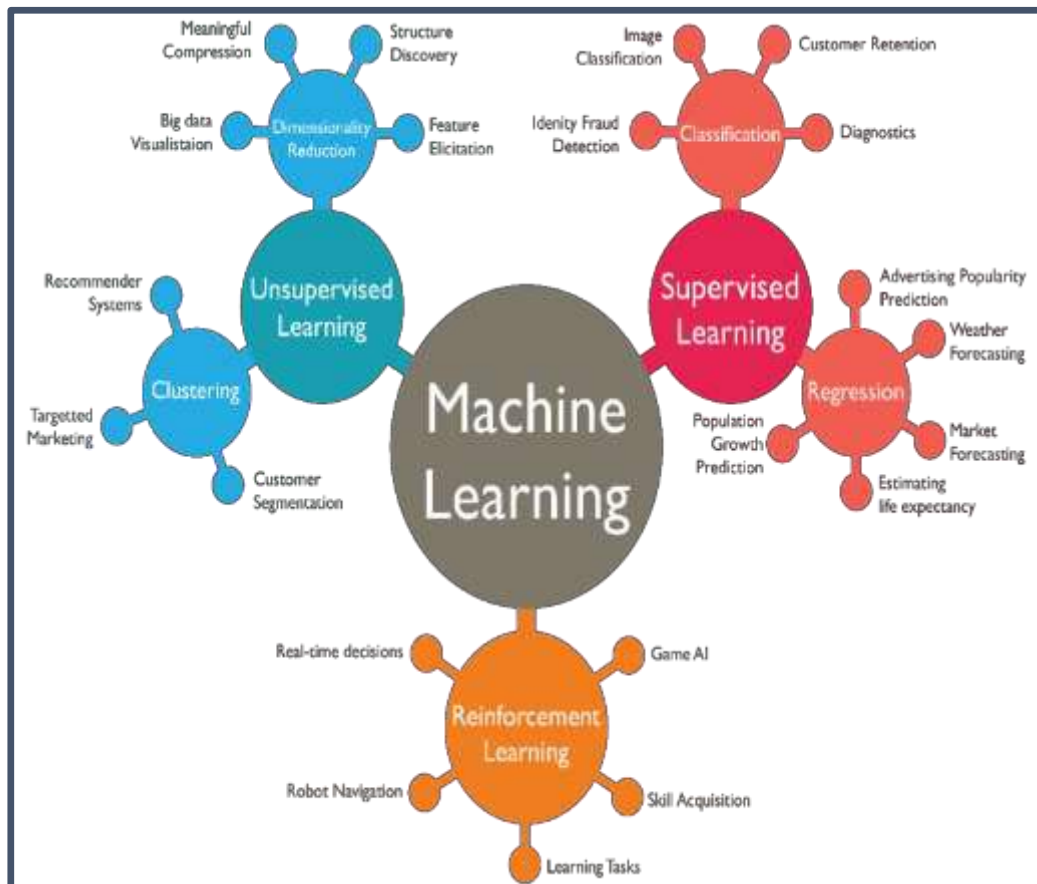 Meaningful
Compression
Structure
Discovery
Big data
Visualistaion
Dimensionality
Reduction
Feature
Elicitation
Image
Classification
Customer Retention
Idenity Fraud
Detection
Classification
Diagnostics
Recommender
Systems
Unsupervised
Learning
Clustering
Targetted
Marketing
Customer
Segmentation
Supervised
Learning
Advertising Popularity
Prediction
Weather
Forecasting
Regression
Population
Growth
Prediction
Market
Forecasting
Estimating
life expectancy
Machine
Learning
Real-time decisions
Game AI
Reinforcement
Learning
Robot Navigation
Skill Acquisition
Learning Tasks